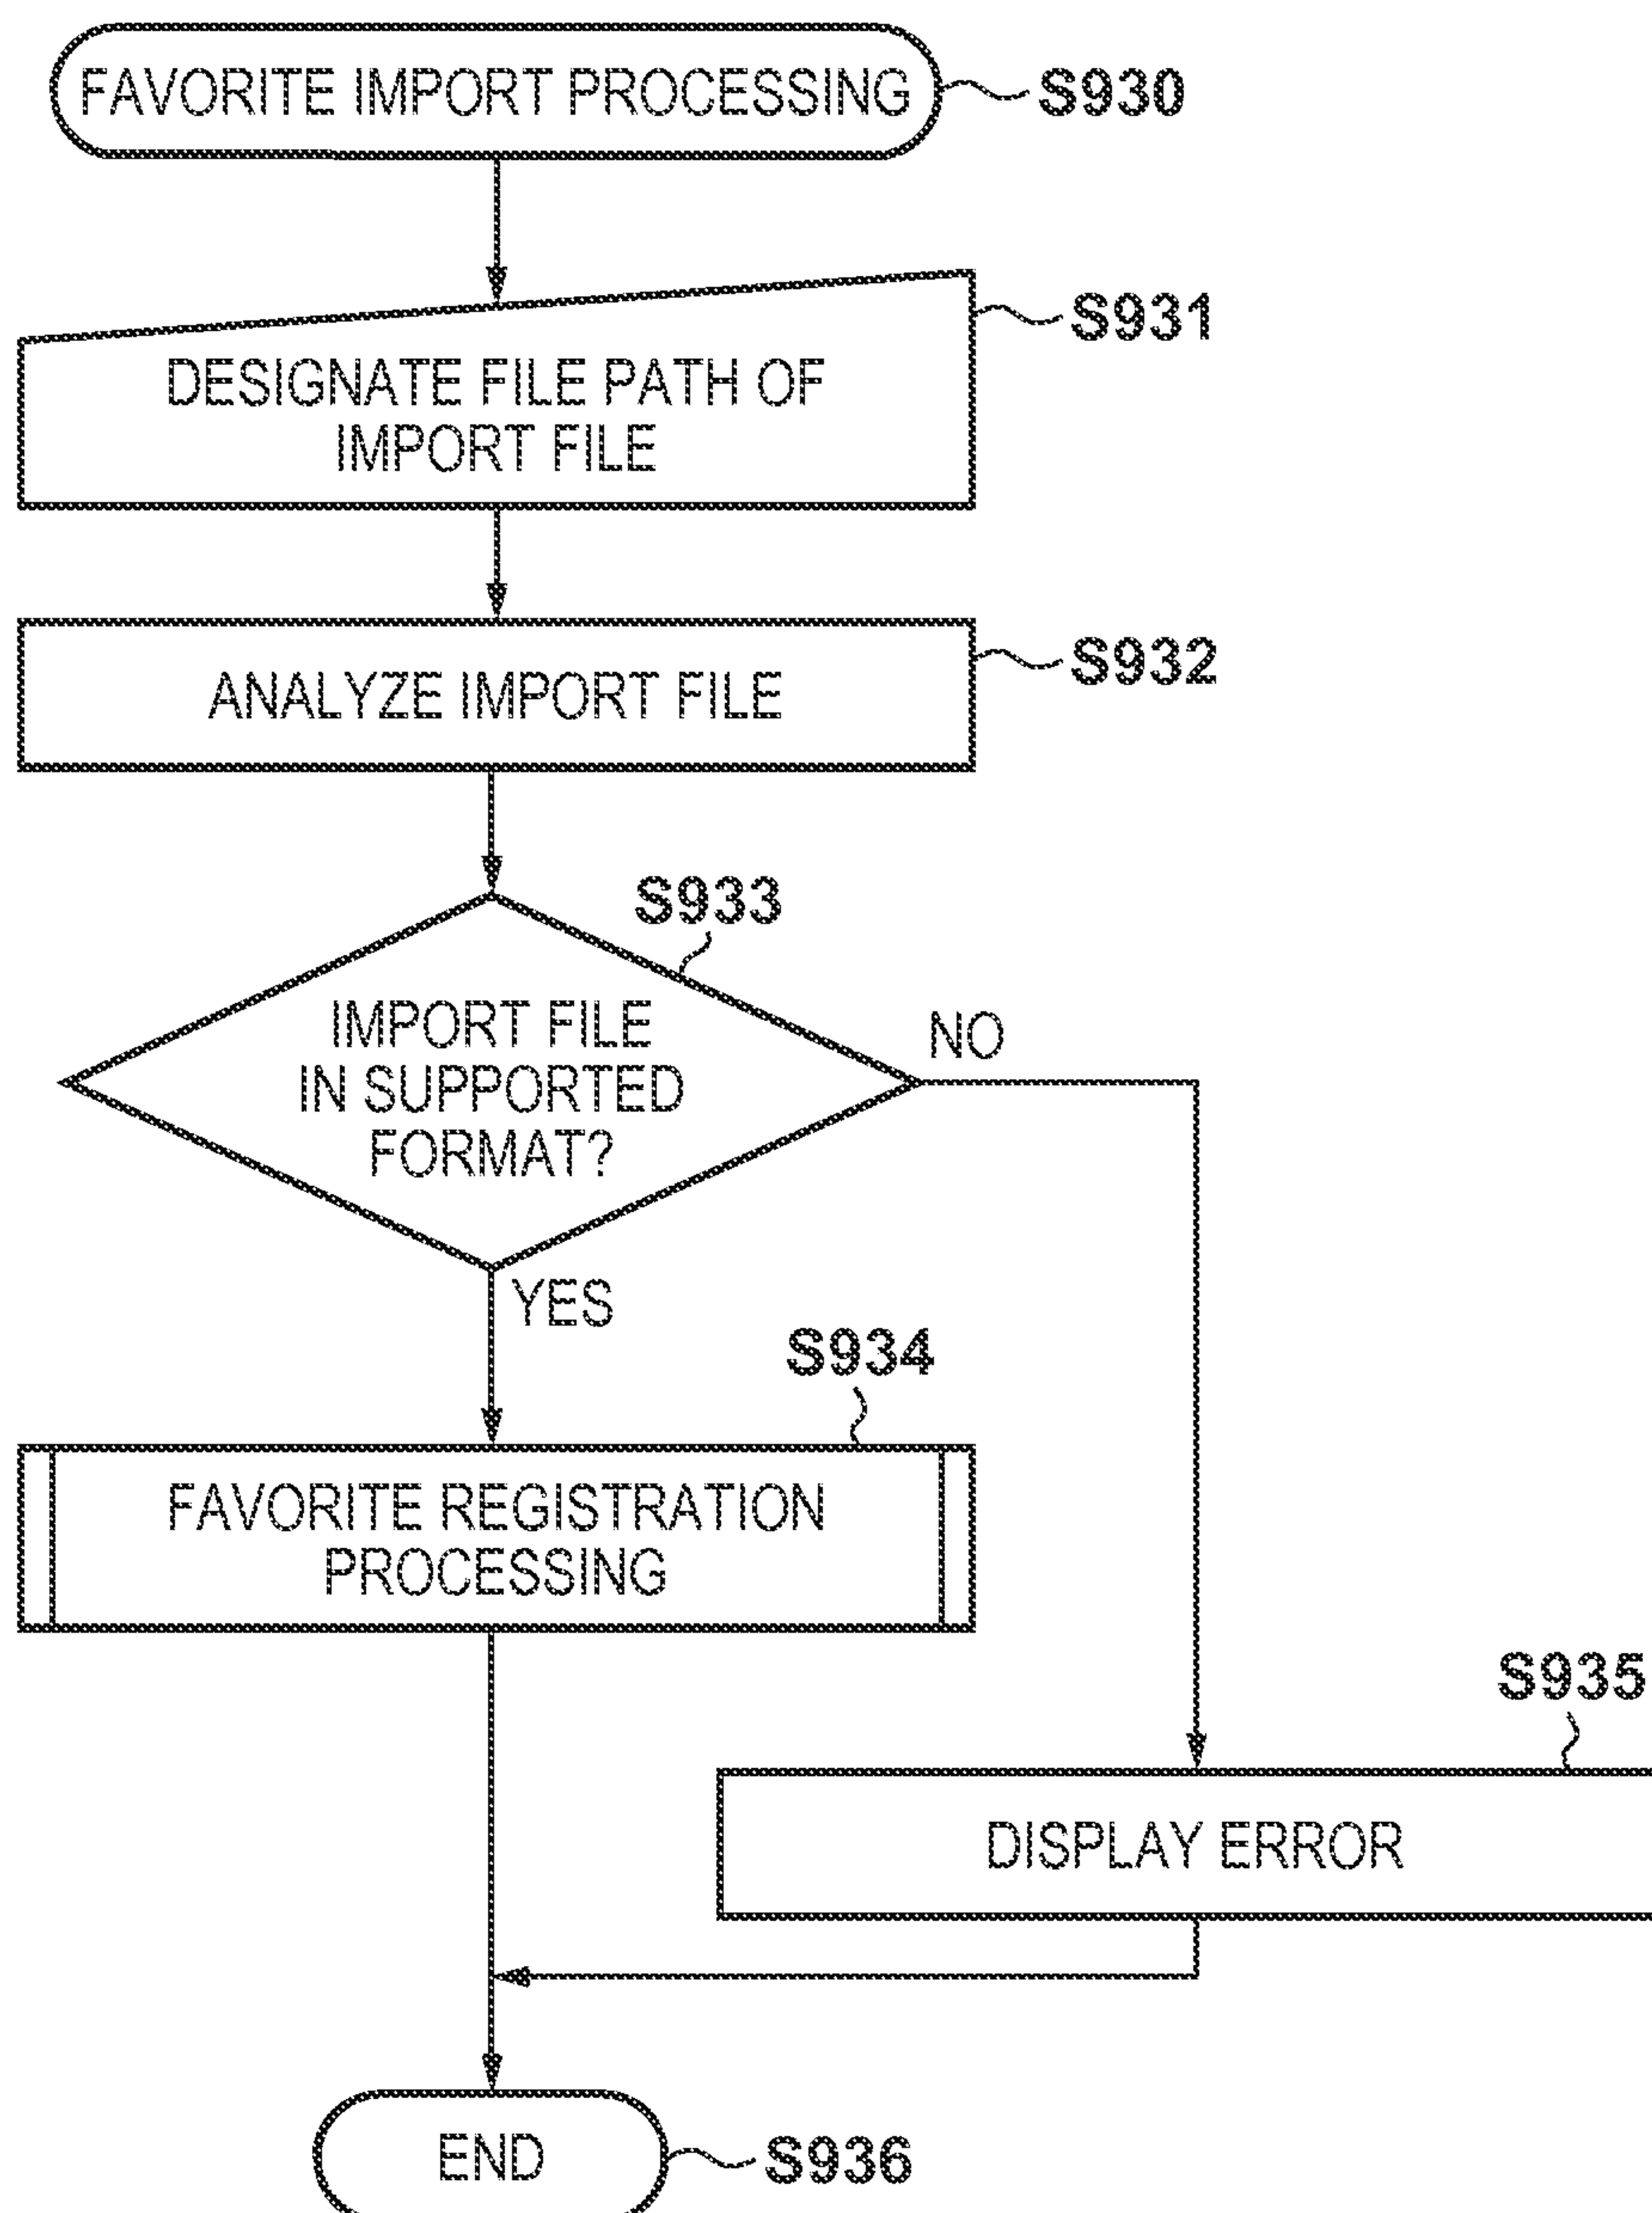 FAVORITE IMPORT PROCESSING
S930
S931
DESIGNATE FILE PATH OF
IMPORT FILE
S932
ANALYZE IMPORT FILE
S933
IMPORT FILE
IN SUPPORTED
FORMAT?
NO
YES
S934
FAVORITE REGISTRATION
PROCESSING
S935
DISPLAY ERROR
END
S936